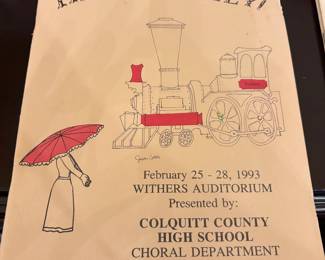 February 25 - 28, 1993
WITHERS AUDITORIUM
Presented by:
COLQUITT COUNTY
HIGH SCHOOL
CHORAL DEPARTMENT